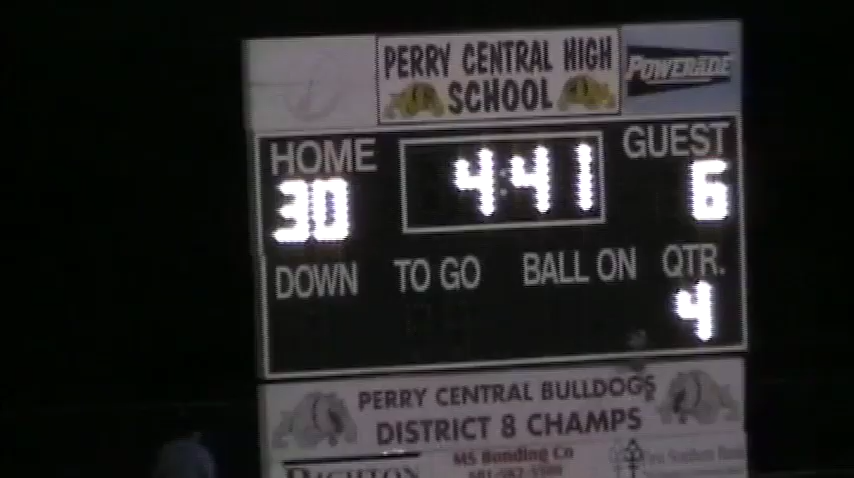 PERRY CENTRAL HIGH
SCHOOL
POWERADE
HOME
GUEST
30
4:41
6
DOWN
TO GO
BALL ON
QTR.
4
PERRY CENTRAL BULLDOGS
DISTRICT 8 CHAMPS
MS Bonding Co